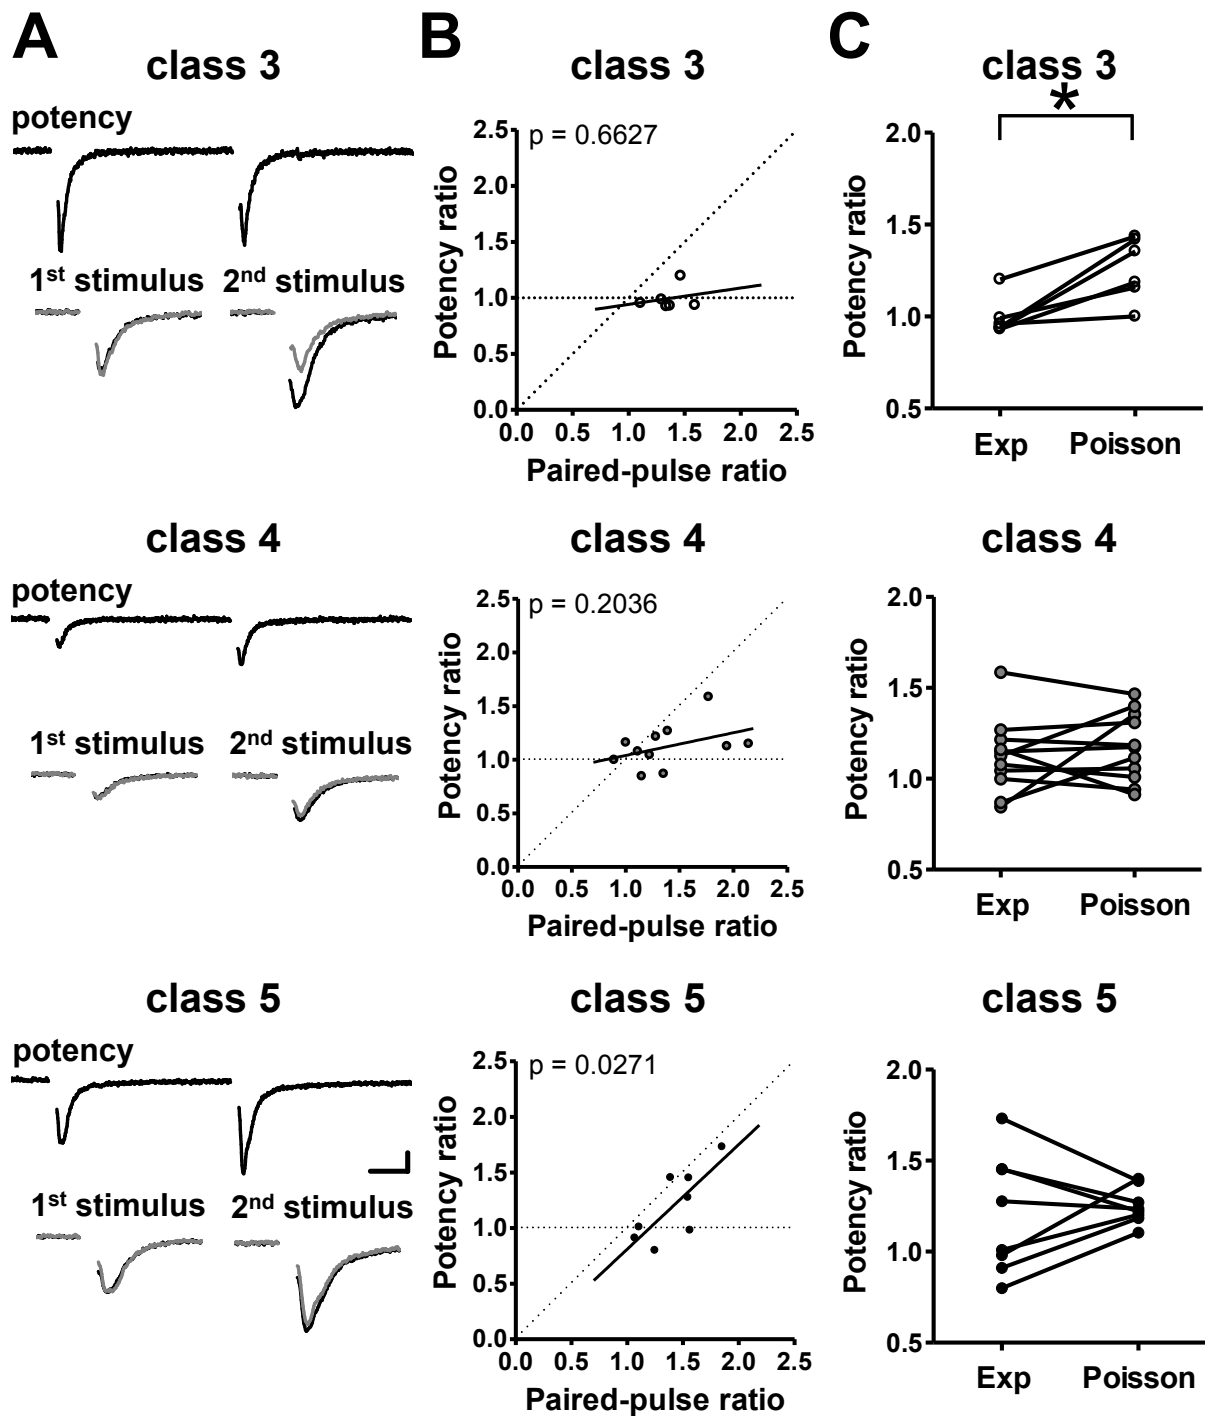 A
B
C
class 3
class 3
class 3
potency
1st stimulus
2nd stimulus
p = 0.6627
Potency ratio
2.5
2.0
1.5
1.0
0.5
0.0
0.0 0.5 1.0 1.5 2.0 2.5
Paired-pulse ratio
*
Potency ratio
2.0
1.5
1.0
0.5
Exp Poisson
class 4
class 4
class 4
potency
1st stimulus
2nd stimulus
p = 0.2036
Potency ratio
2.5
2.0
1.5
1.0
0.5
0.0
0.0 0.5 1.0 1.5 2.0 2.5
Paired-pulse ratio
Potency ratio
2.0
1.5
1.0
0.5
Exp Poisson
class 5
class 5
class 5
potency
1st stimulus
2nd stimulus
p = 0.0271
Potency ratio
2.5
2.0
1.5
1.0
0.5
0.0
0.0 0.5 1.0 1.5 2.0 2.5
Paired-pulse ratio
Potency ratio
2.0
1.5
1.0
0.5
Exp Poisson